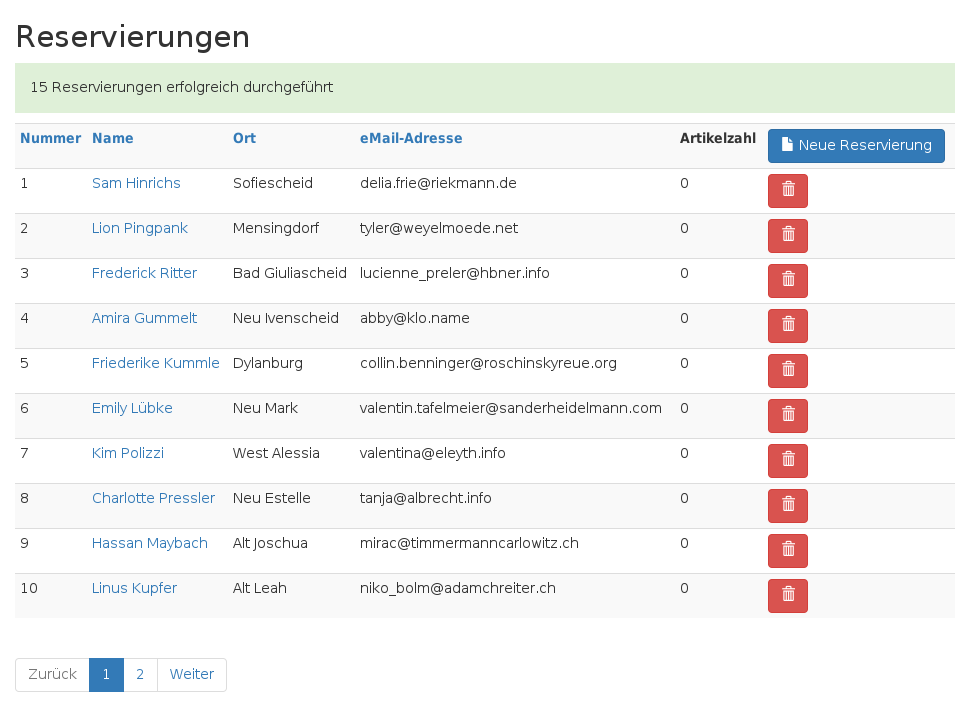 Reservierungen
15 Reservierungen erfolgreich durchgeführt
Nummer Name Ort eMail-Adresse Artikelzahl Neue Reservierung
1 Sam Hinrichs Sofiescheid delia.frie@riekmann.de 0
2 Lion Pingpank Mensingdorf tyler@weyelmoede.net 0
3 Frederick Ritter Bad Giuliascheid lucienne_preler@hbner.info 0
4 Amira Gummelt Neu Ivenscheid abby@klo.name 0
5 Friederike Kummle Dylanburg collin.benninger@roschinskyreue.org 0
6 Emily Lübke Neu Mark valentin.tafelmeier@sanderheidelmann.com 0
7 Kim Polizzi West Alessia valentina@eleyth.info 0
8 Charlotte Pressler Neu Estelle tanja@albrecht.info 0
9 Hassan Maybach Alt Joschua mirac@timmermanncarlowitz.ch 0
10 Linus Kupfer Alt Leah niko_bolm@adamchreiter.ch 0
Zurück 1 2 Weiter